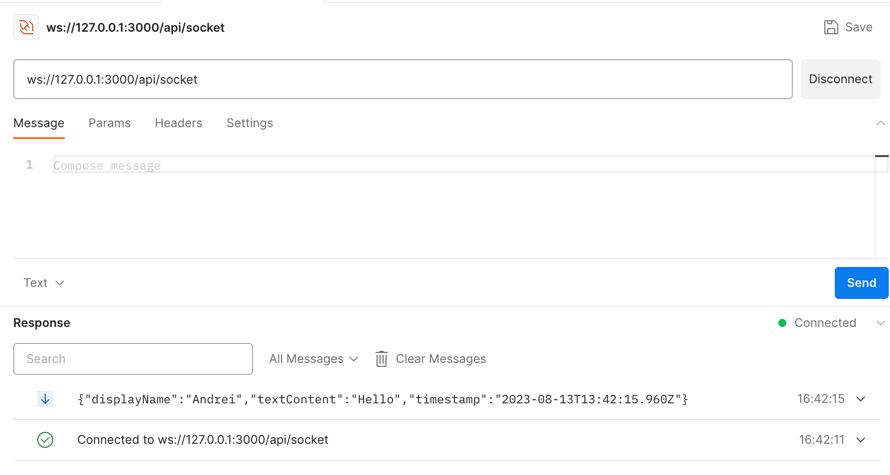 ws://127.0.0.1:3000/api/socket
Save
ws://127.0.0.1:3000/api/socket
Disconnect
Message Params Headers Settings
1 Compose message
Text
Send
Response
Connected
Search
All Messages
Clear Messages
{"displayName":"Andrei","textContent":"Hello","timestamp":"2023-08-13T13:42:15.960Z"} 16:42:15
Connected to ws://127.0.0.1:3000/api/socket 16:42:11